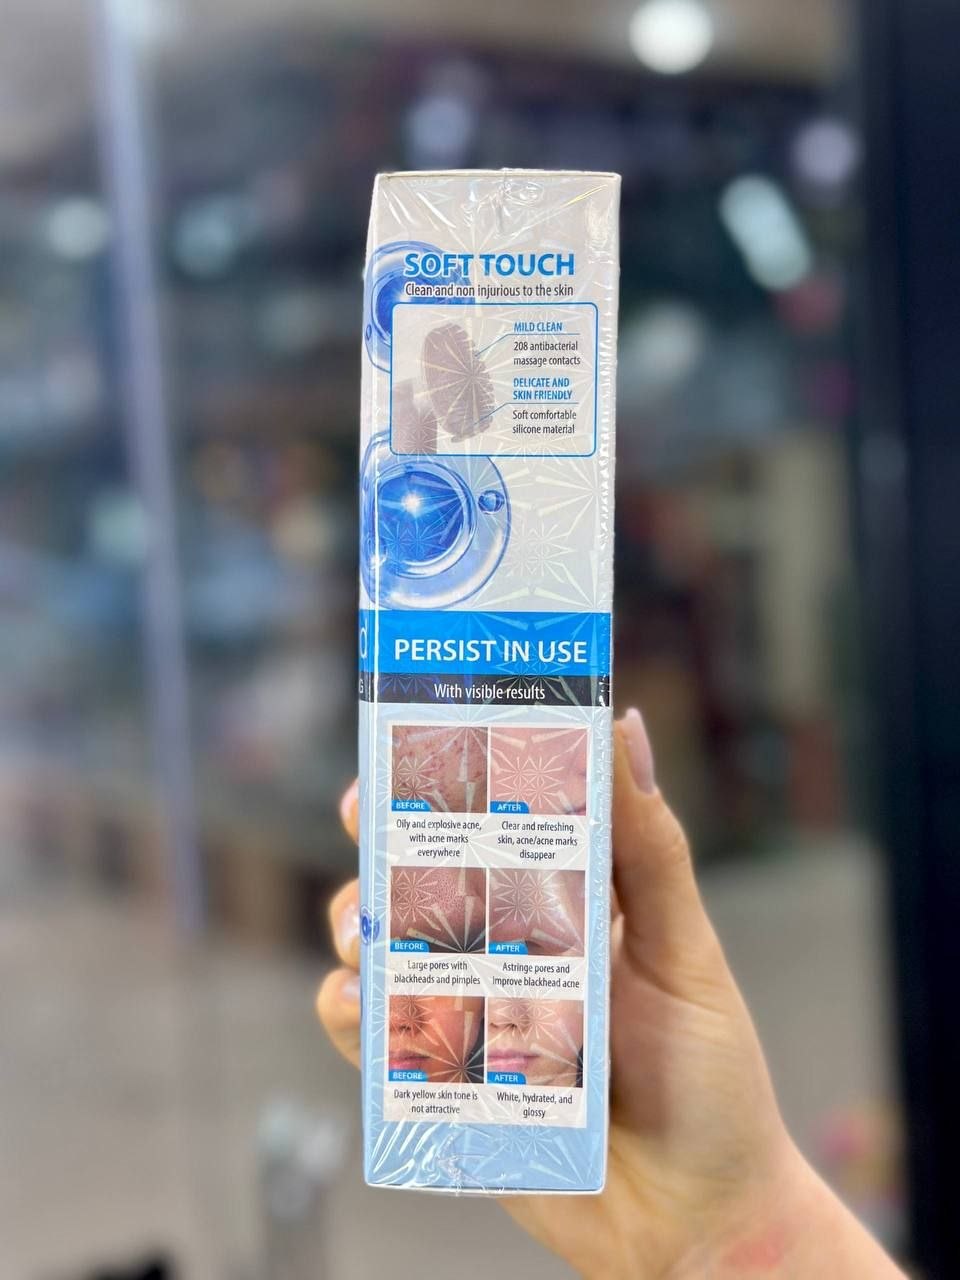 SOFT TOUCH
Clean and non injurious to the skin
MILD CLEAN
208 antibacterial
massage contacts
DELICATE AND
SKIN FRIENDLY
Soft comfortable
silicone material
d
G
PERSIST IN USE
With visible results
BEFORE
AFTER
Oily and explosive acne,
with acne marks
everywhere
Clear and refreshing
skin, acne/acne marks
disappear
BEFORE
AFTER
Large pores with
blackheads and pimples
Astringe pores and
improve blackhead acne
BEFORE
AFTER
Dark yellow skin tone is
not attractive
White, hydrated, and
glossy